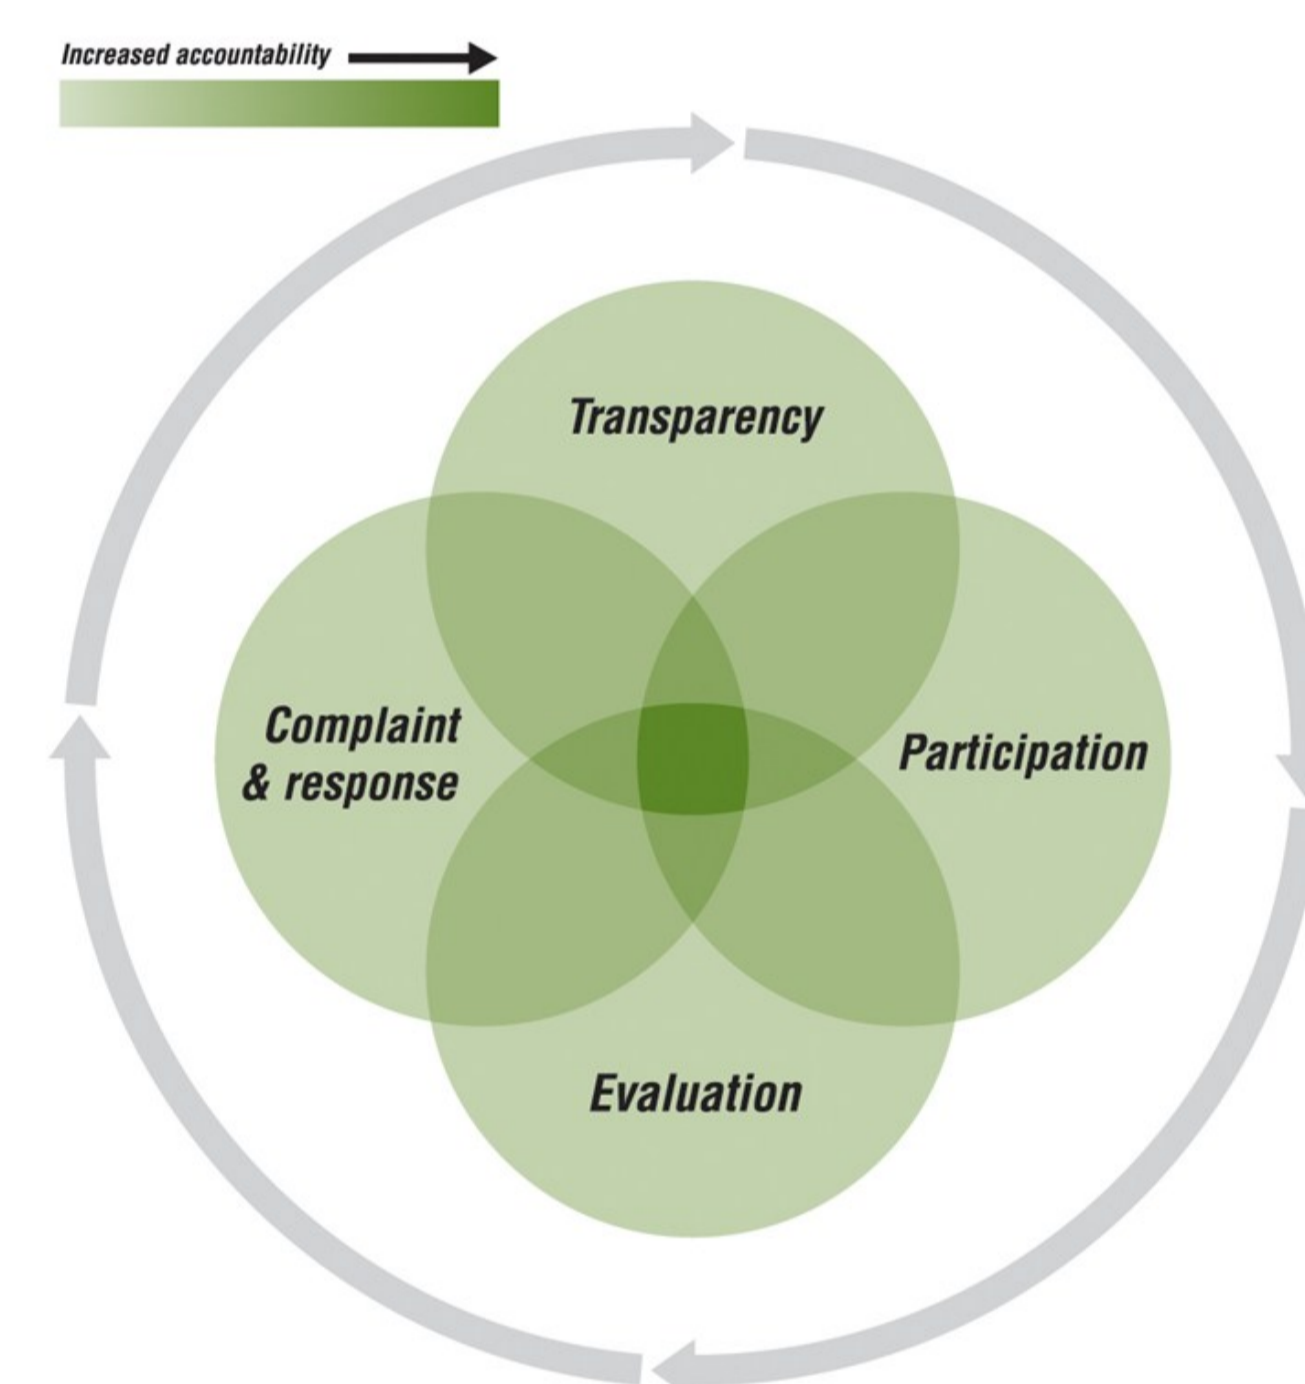 Increased accountability
Transparency
Complaint
& response
Participation
Evaluation